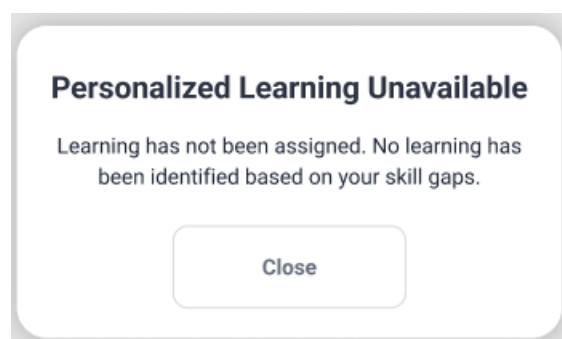 Personalized Learning Unavailable
Learning has not been assigned. No learning has
been identified based on your skill gaps.
Close